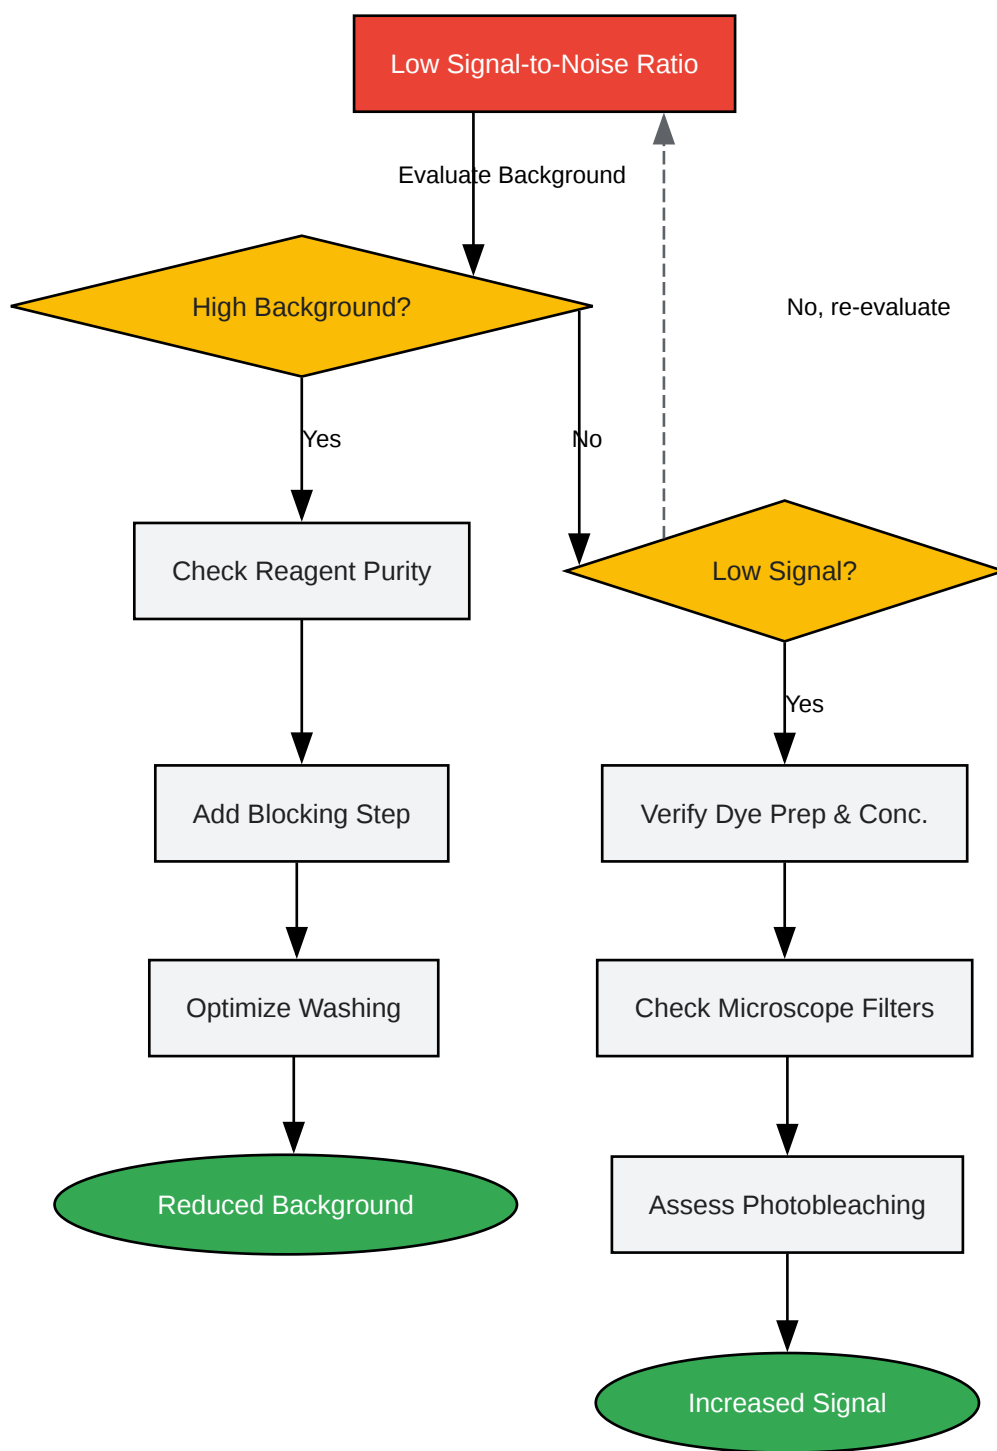 Low Signal-to-Noise Ratio
Evaluate Background
High Background?
No, re-evaluate
Yes
No
Check Reagent Purity
Low Signal?
Yes
Add Blocking Step
Verify Dye Prep & Conc.
Optimize Washing
Check Microscope Filters
Reduced Background
Assess Photobleaching
Increased Signal